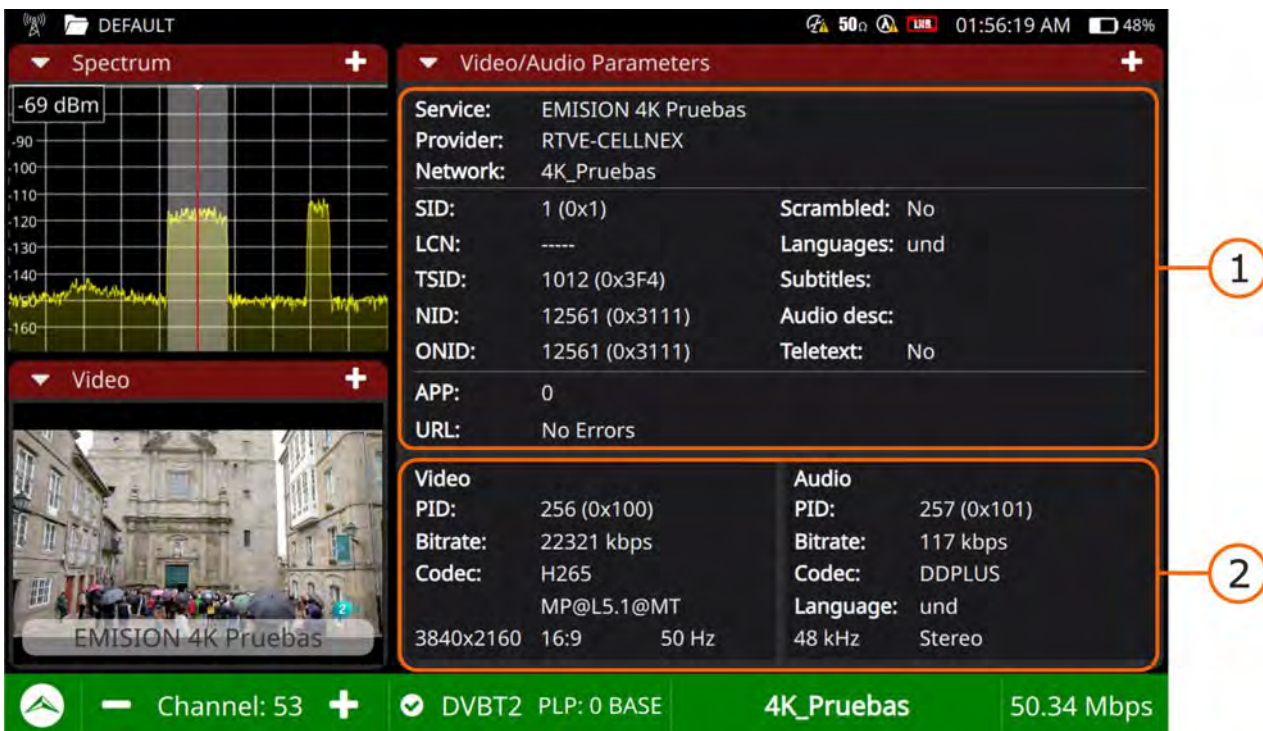 DEFAULT
50Ω LNB 01:56:19 AM 48%
Spectrum
-69 dBm
-90
-100
-110
-120
-130
-140
-150
-160
Video
2
EMISION 4K Pruebas
Video/Audio Parameters
Service: EMISION 4K Pruebas
Provider: RTVE-CELLNEX
Network: 4K_Pruebas
SID: 1 (0x1) Scrambled: No
LCN: ----- Languages: und
TSID: 1012 (0x3F4) Subtitles:
NID: 12561 (0x3111) Audio desc:
ONID: 12561 (0x3111) Teletext: No
APP: 0
URL: No Errors
1
Video Audio
PID: 256 (0x100) PID: 257 (0x101)
Bitrate: 22321 kbps Bitrate: 117 kbps
Codec: H265 Codec: DDPLUS
MP@L5.1@MT Language: und
3840x2160 16:9 50 Hz 48 kHz Stereo
2
Channel: 53 DVBT2 PLP: 0 BASE 4K_Pruebas 50.34 Mbps